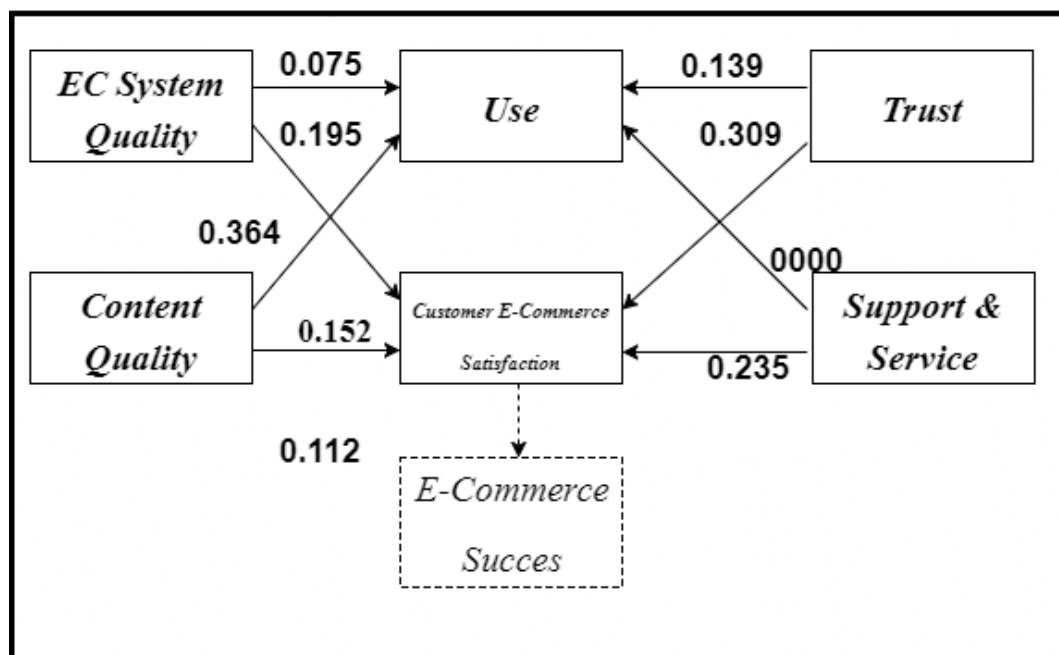 EC System
Quality
0.075
Use
0.139
Trust
0.195
0.309
0.364
0000
Content
Quality
0.152
Customer E-Commerce
Satisfaction
0.235
Support &
Service
0.112
E-Commerce
Succes